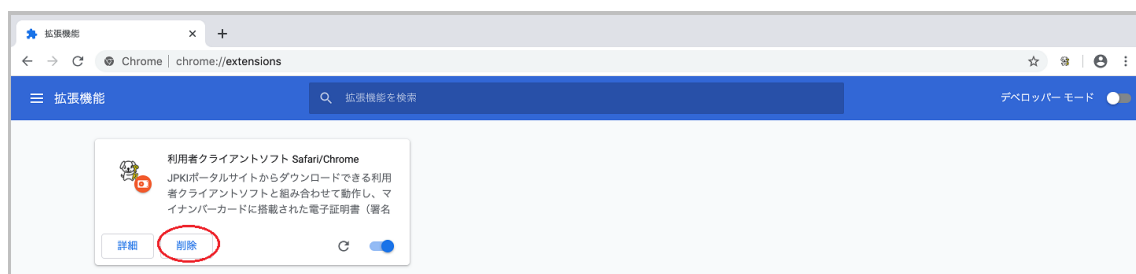 拡張機能
Chrome | chrome://extensions
拡張機能
拡張機能を検索
デベロッパー モード
利用者クライアントソフト Safari/Chrome
JPKIポータルサイトからダウンロードできる利用
者クライアントソフトと組み合わせて動作し、マ
イナンバーカードに搭載された電子証明書（署名
詳細
削除